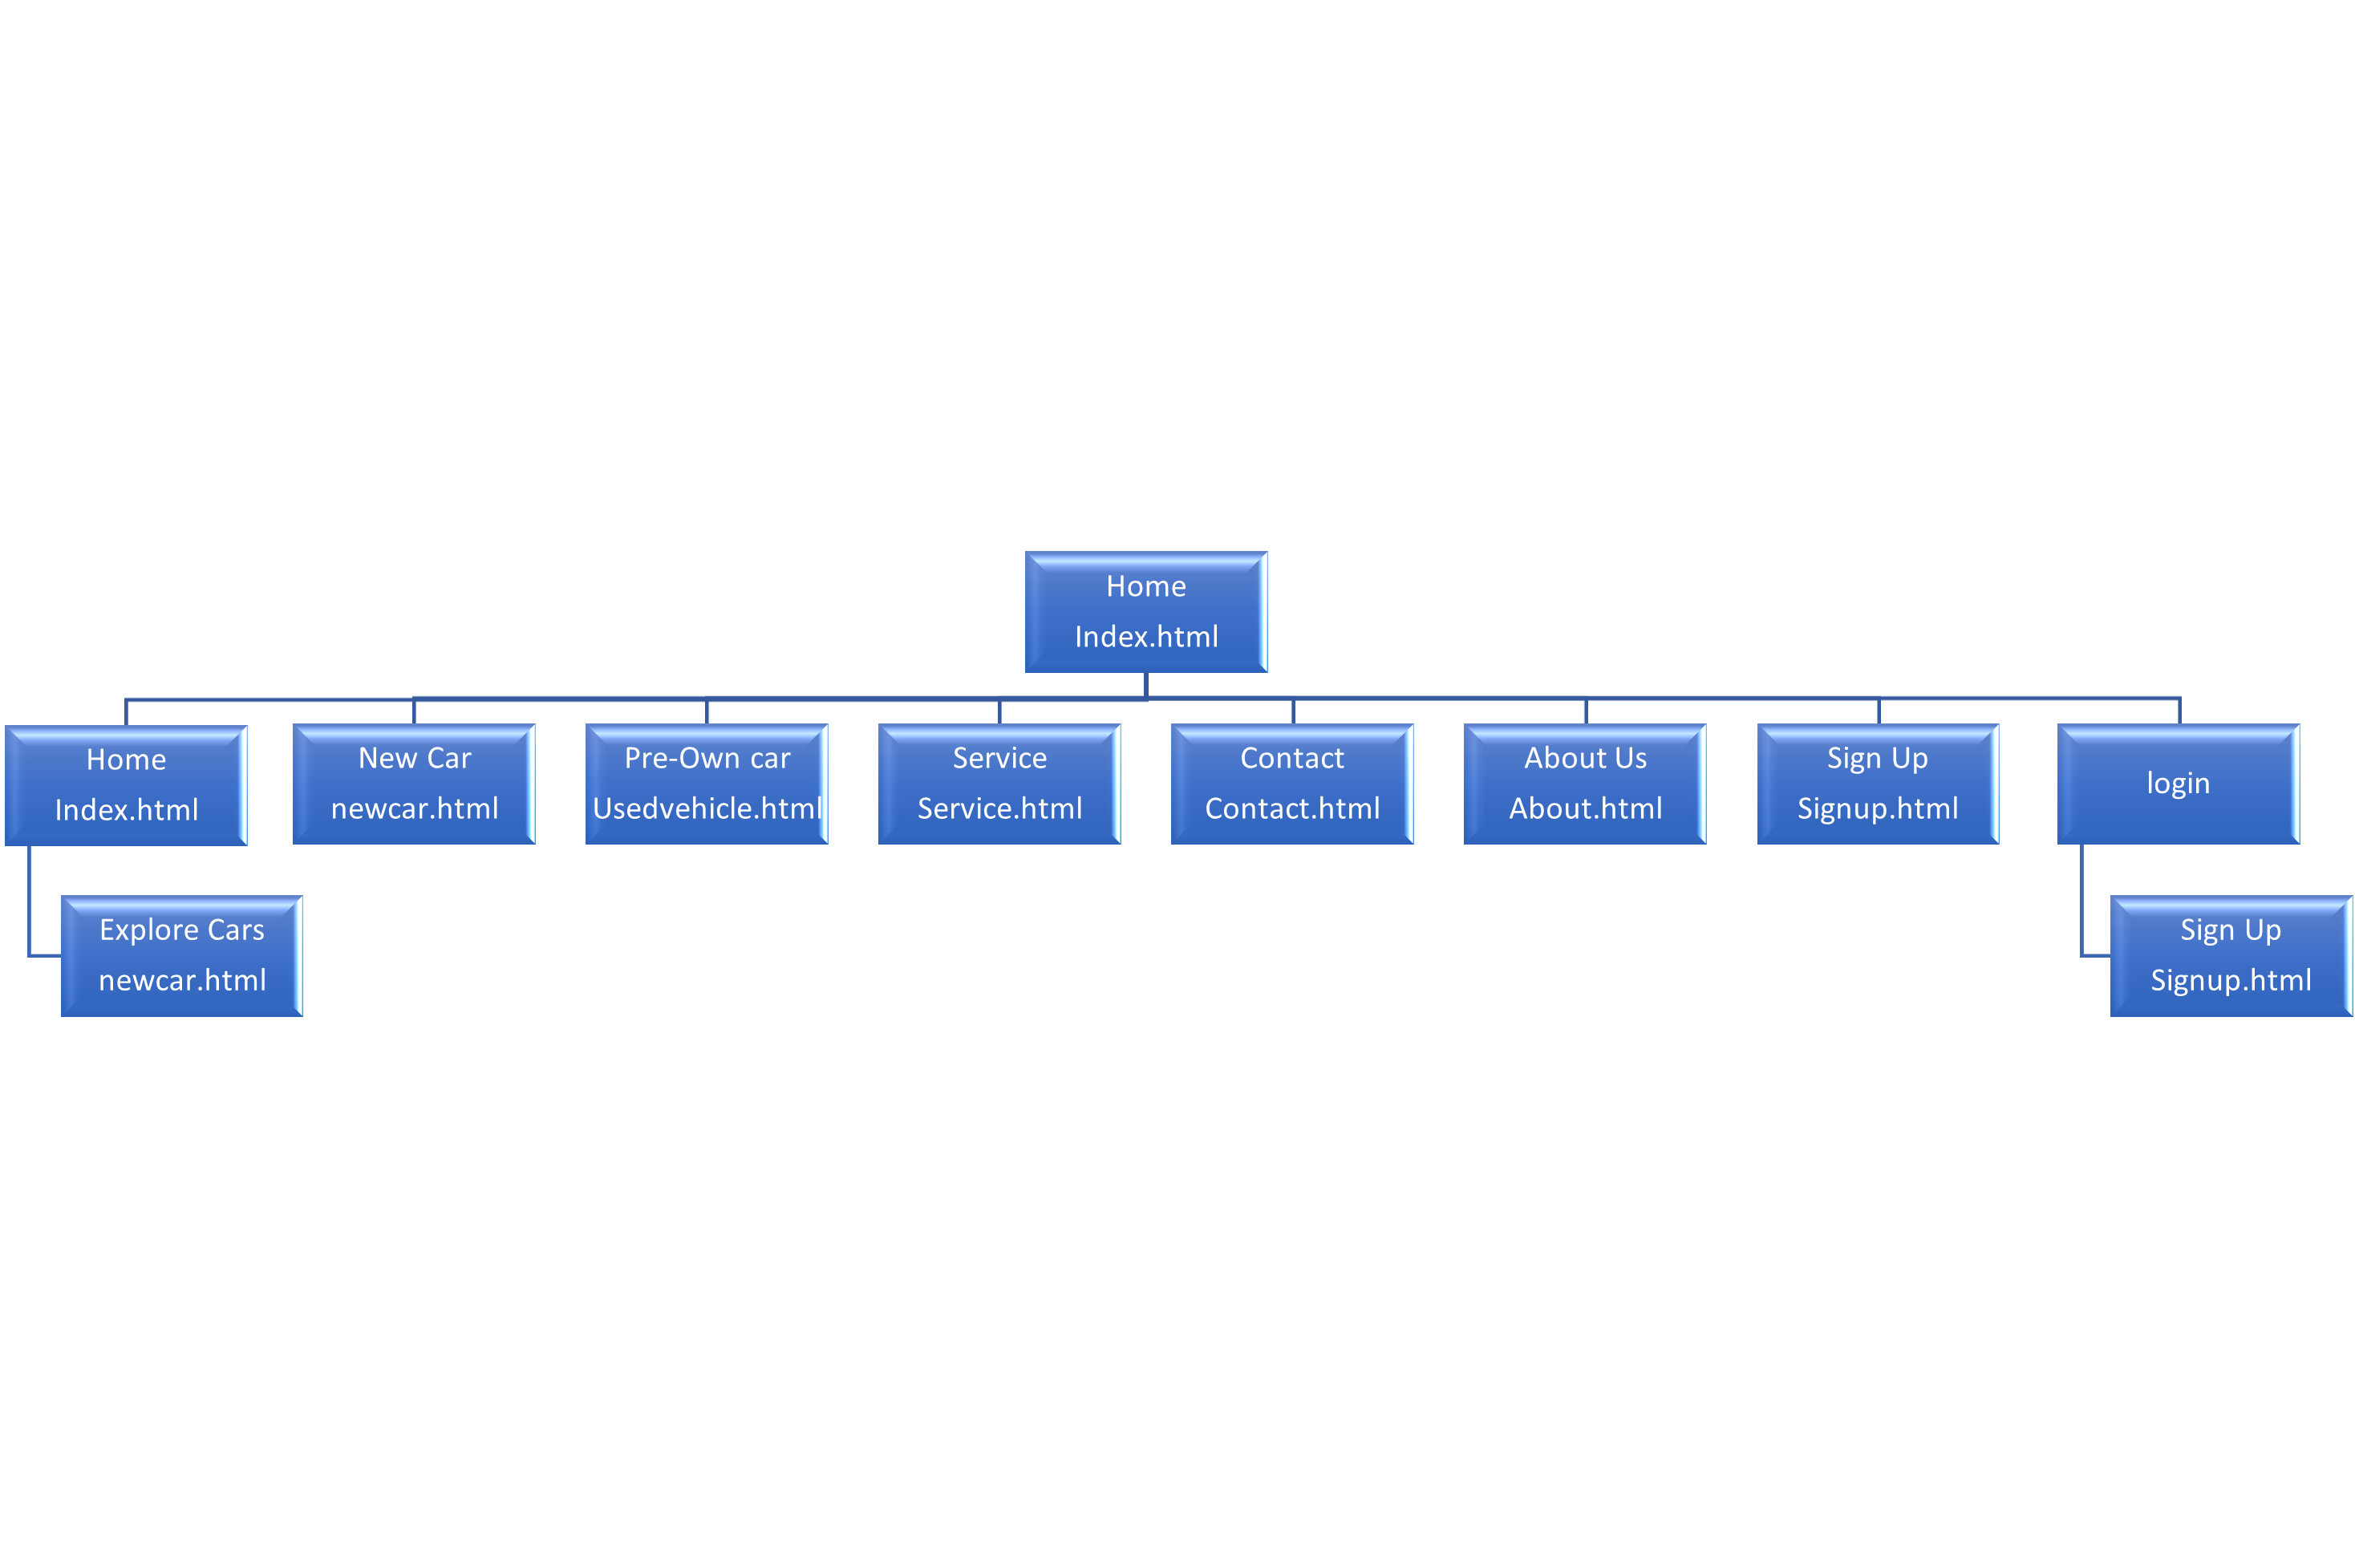 Home
Index.html
Home
Index.html
New Car
newcar.html
Pre-Own car
Usedvehicle.html
Service
Service.html
Contact
Contact.html
About Us
About.html
Sign Up
Signup.html
login
Explore Cars
newcar.html
Sign Up
Signup.html